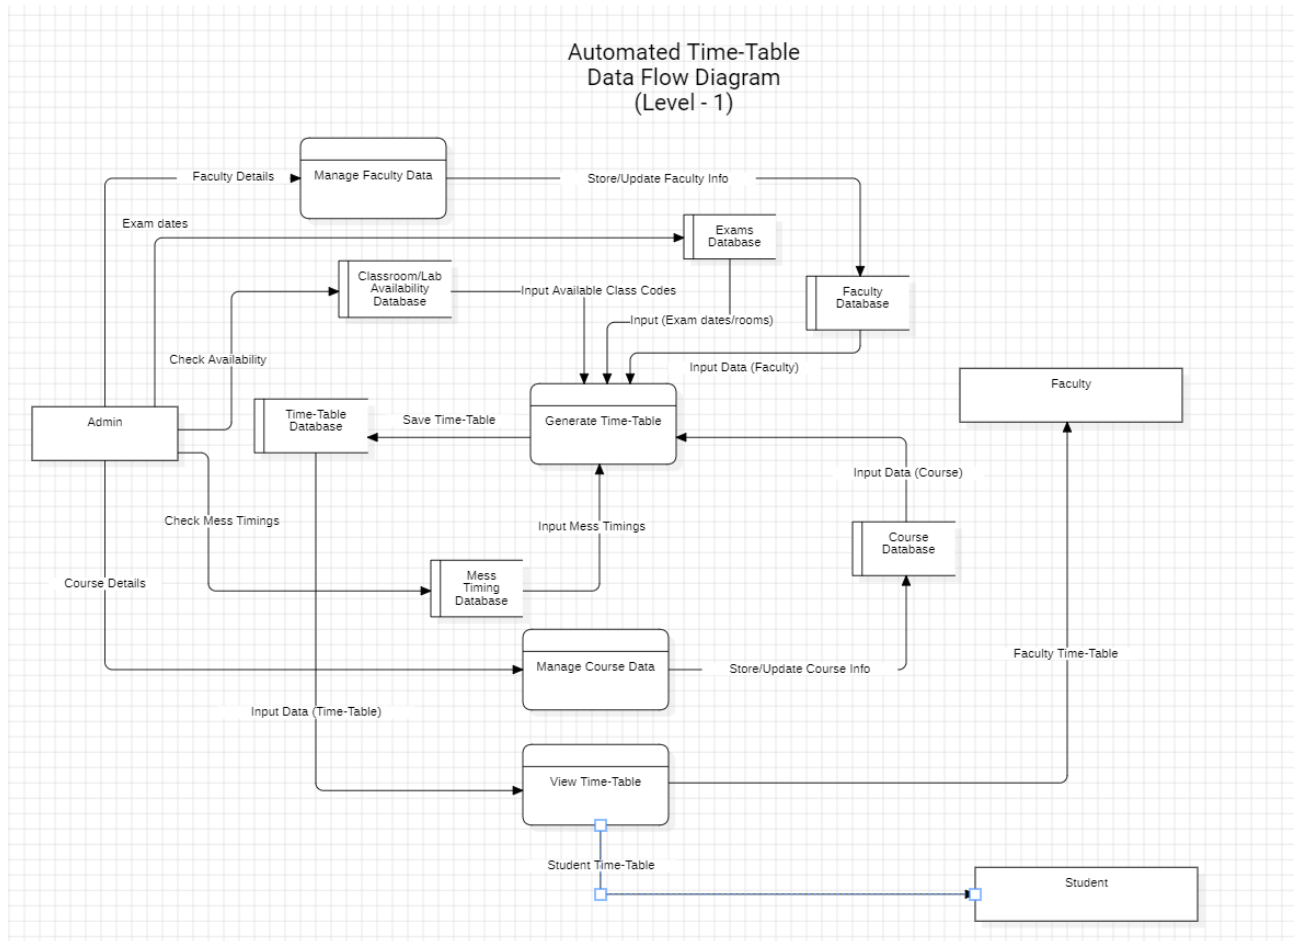 Automated Time-Table
Data Flow Diagram
(Level - 1)
Faculty Details
Manage Faculty Data
Store/Update Faculty Info
Exam dates
Exams
Database
Classroom/Lab
Availability
Database
Input Available Class Codes
Faculty
Database
Input (Exam dates/rooms)
Check Availability
Input Data (Faculty)
Faculty
Admin
Time-Table
Database
Save Time-Table
Generate Time-Table
Input Data (Course)
Check Mess Timings
Input Mess Timings
Course
Database
Course Details
Mess
Timing
Database
Manage Course Data
Store/Update Course Info
Faculty Time-Table
Input Data (Time-Table)
View Time-Table
Student Time-Table
Student